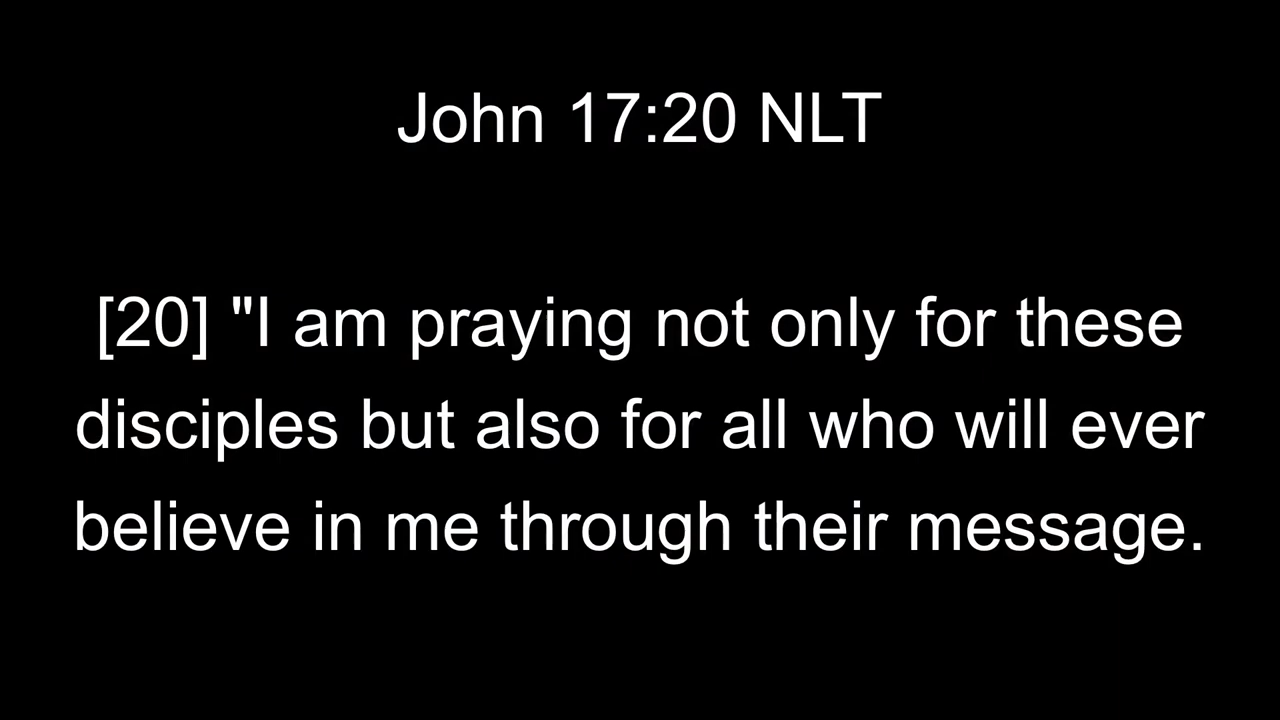 John 17:20 NLT
[20] "I am praying not only for these
disciples but also for all who will ever
believe in me through their message.